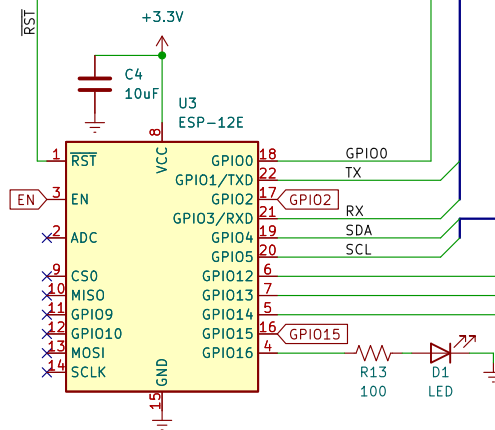 +3.3V
RST
C4
10uF
U3
ESP-12E
8
VCC
1 RST GPIO0 18 GPIO0
GPIO1/TXD 22 TX
EN 3 EN GPIO2 17 GPIO2
GPIO3/RXD 21 RX
2 ADC GPIO4 19 SDA
GPIO5 20 SCL
9 CS0 GPIO12 6
10 MISO GPIO13 7
11 GPIO9 GPIO14 5
12 GPIO10 GPIO15 16 GPIO15
13 MOSI GPIO16 4
14 SCLK
GND
15
R13
100
D1
LED